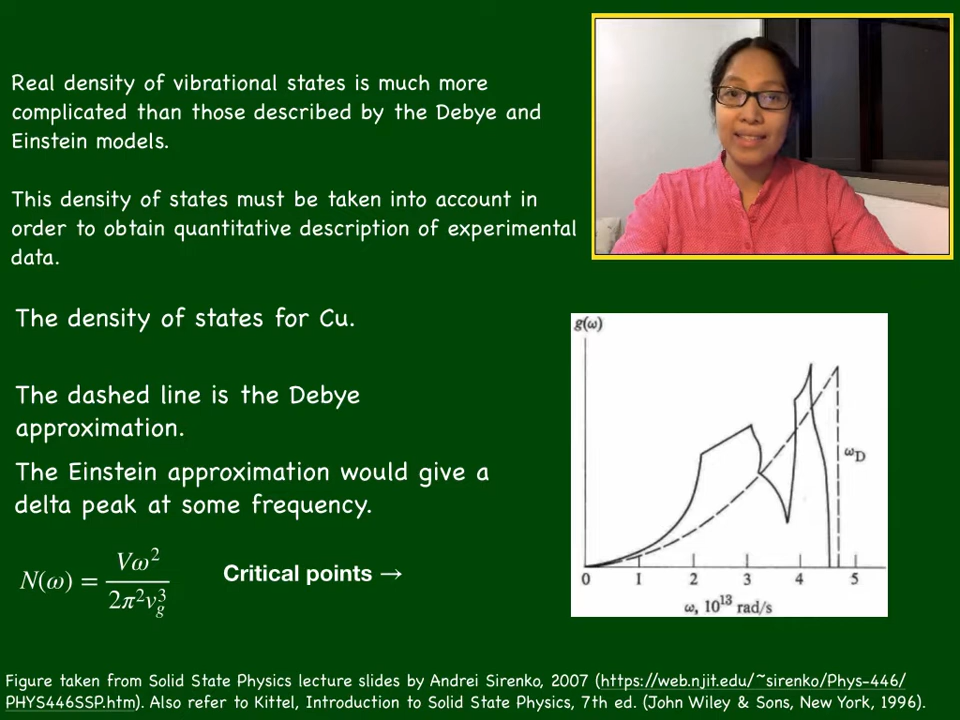 Real density of vibrational states is much more
complicated than those described by the Debye and
Einstein models.
This density of states must be taken into account in
order to obtain quantitative description of experimental
data.
The density of states for Cu.
The dashed line is the Debye
approximation.
The Einstein approximation would give a
delta peak at some frequency.
N(ω) = Vω² / 2π²v_g³
Critical points →
g(ω)
ω_D
0 1 2 3 4 5
ω, 10¹³ rad/s
Figure taken from Solid State Physics lecture slides by Andrei Sirenko, 2007 (https://web.njit.edu/~sirenko/Phys-446/
PHYS446SSP.htm). Also refer to Kittel, Introduction to Solid State Physics, 7th ed. (John Wiley & Sons, New York, 1996).